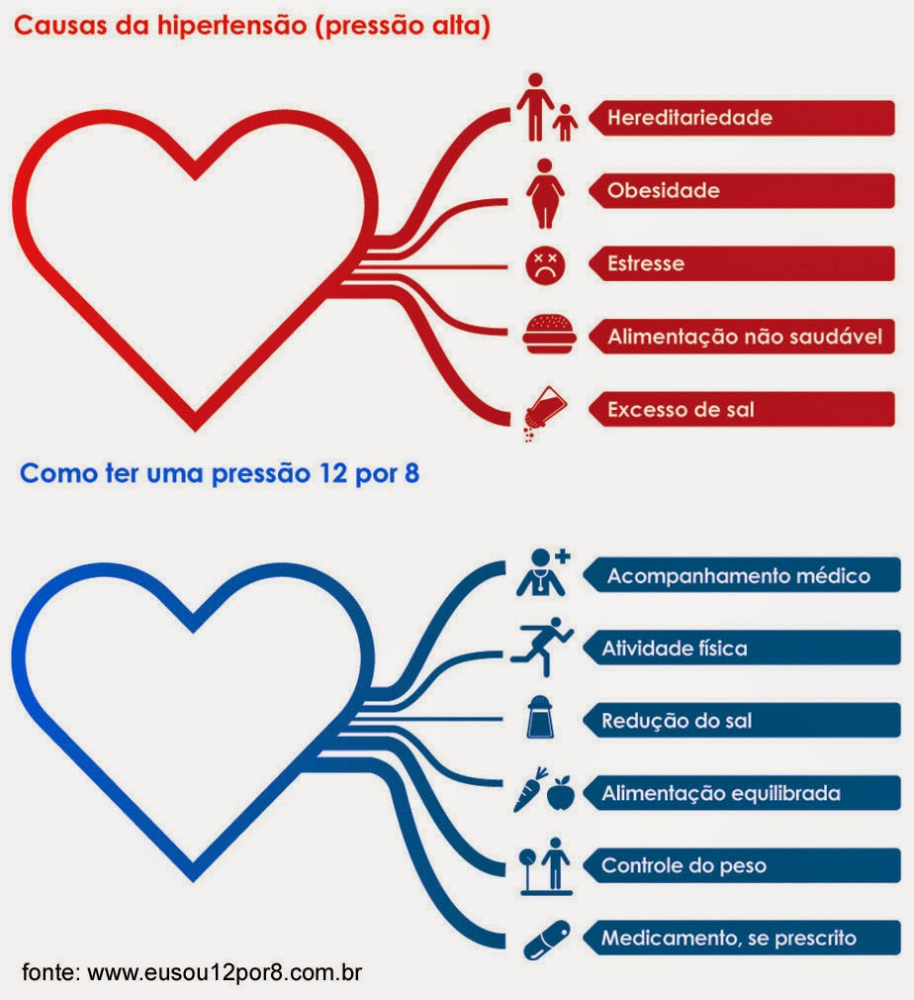 Causas da hipertensão (pressão alta)
Hereditariedade
Obesidade
Estresse
Alimentação não saudável
Excesso de sal
Como ter uma pressão 12 por 8
Acompanhamento médico
Atividade física
Redução do sal
Alimentação equilibrada
Controle do peso
Medicamento, se prescrito
fonte: www.eusou12por8.com.br